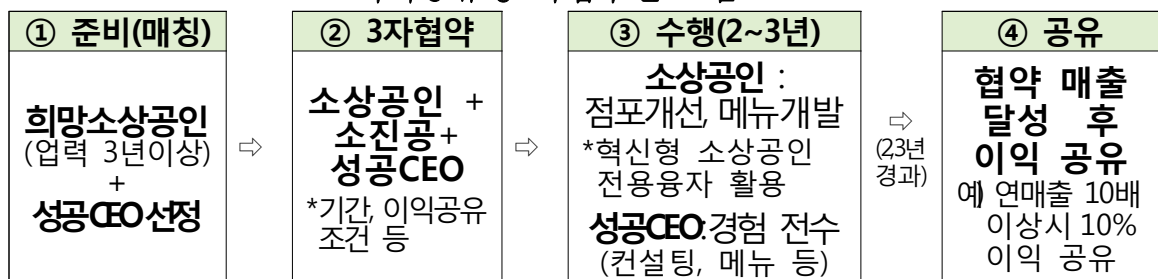 ① 준비(매칭)
희망소상공인
(업력 3년이상)
+
성공CEO 선정
⇨
② 3자협약
소상공인 +
소진공+
성공CEO
*기간, 이익공유
조건 등
⇨
③ 수행(2~3년)
소상공인 :
점포개선, 메뉴개발
*혁신형 소상공인
전용융자 활용
성공CEO:경험 전수
(컨설팅, 메뉴 등)
⇨
(2,3년
경과)
④ 공유
협약 매출
달성 후
이익 공유
예) 연매출 10배
이상시 10%
이익 공유